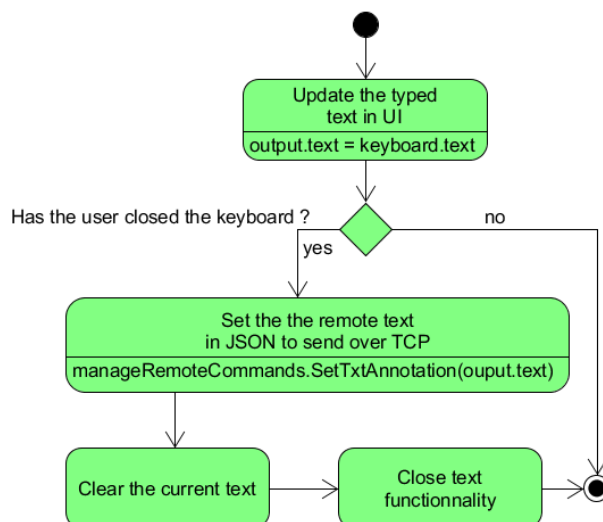 Update the typed
text in UI
output.text = keyboard.text
Has the user closed the keyboard ?
no
yes
Set the the remote text
in JSON to send over TCP
manageRemoteCommands.SetTxtAnnotation(ouput.text)
Clear the current text
Close text
functionnality